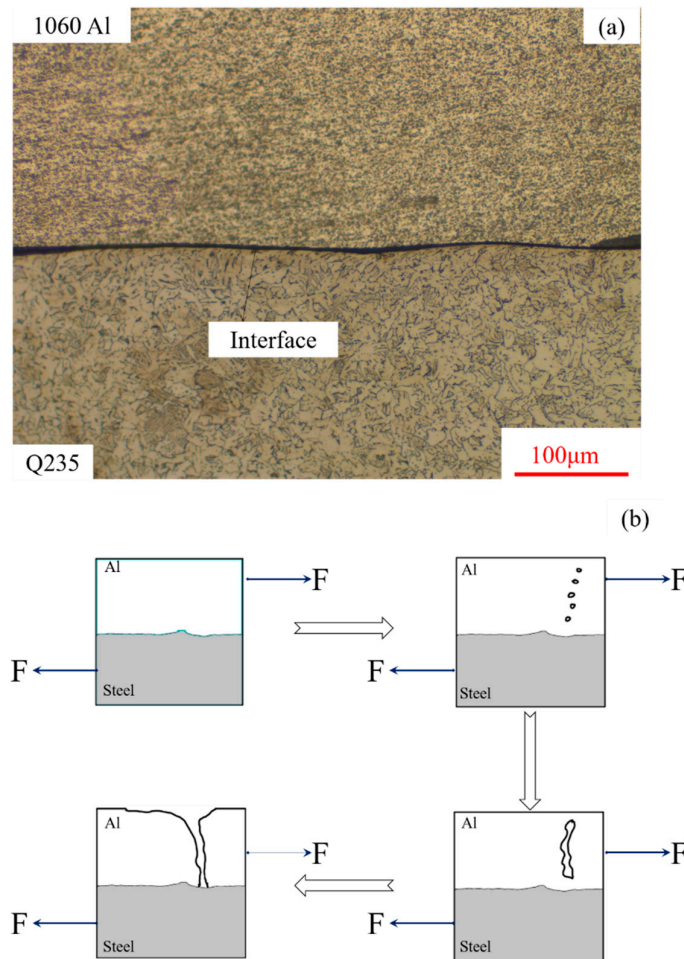 1060 Al
(a)
Interface
Q235
100μm
(b)
Al
F
F
Steel
Al
F
F
Steel
Al
F
F
Steel
Al
F
F
Steel